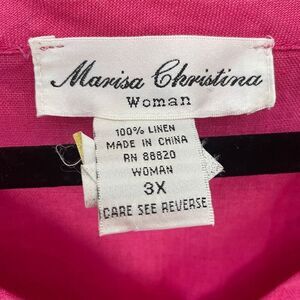 Marisa Christina
Woman
100% LINEN
MADE IN CHINA
RN 88820
WOMAN
3X
CARE SEE REVERSE